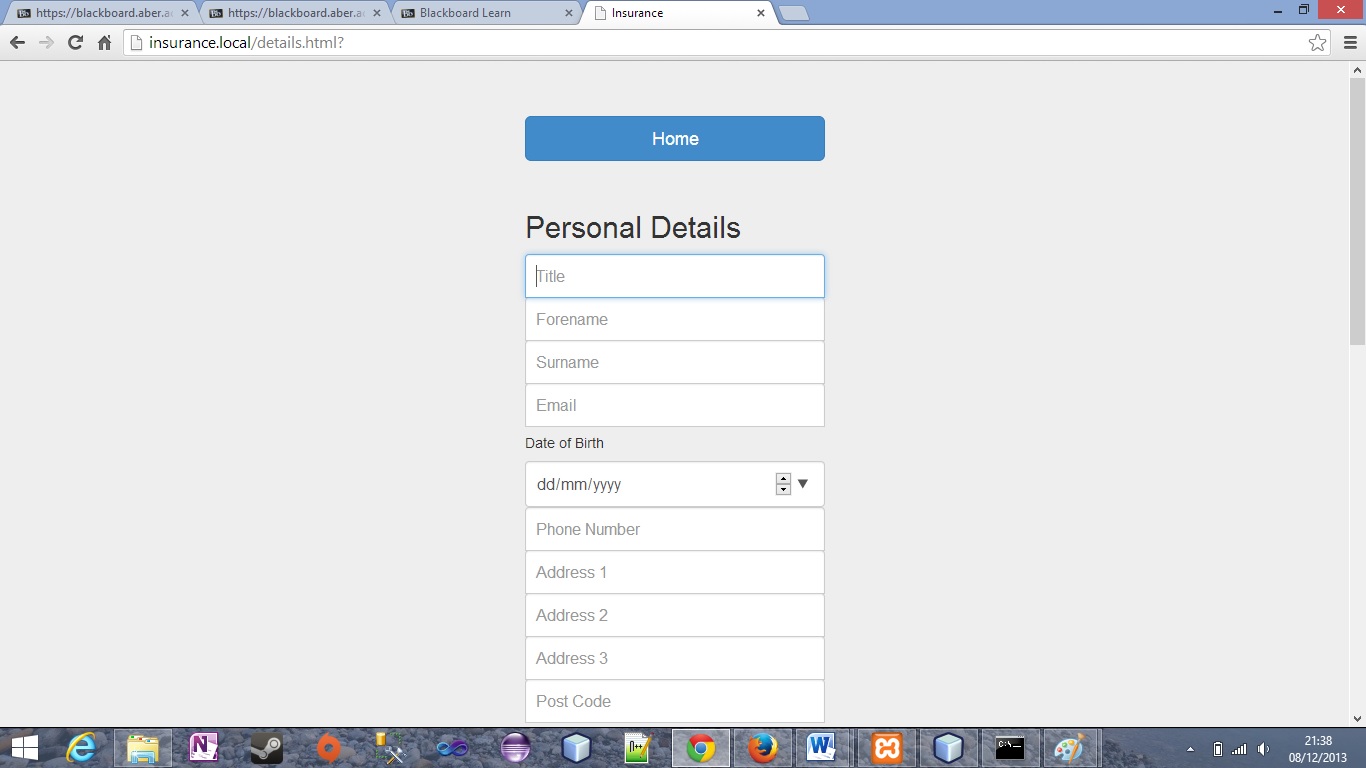 https://blackboard.aber.ac
https://blackboard.aber.ac
Blackboard Learn
Insurance
insurance.local/details.html?
Home
Personal Details
Title
Forename
Surname
Email
Date of Birth
dd/mm/yyyy
Phone Number
Address 1
Address 2
Address 3
Post Code
21:38
08/12/2013